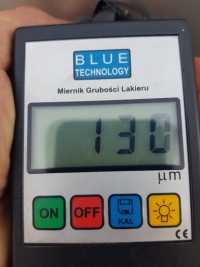 BLUE
TECHNOLOGY
Miernik Grubości Lakieru
130
µm
ON OFF KAL
CE